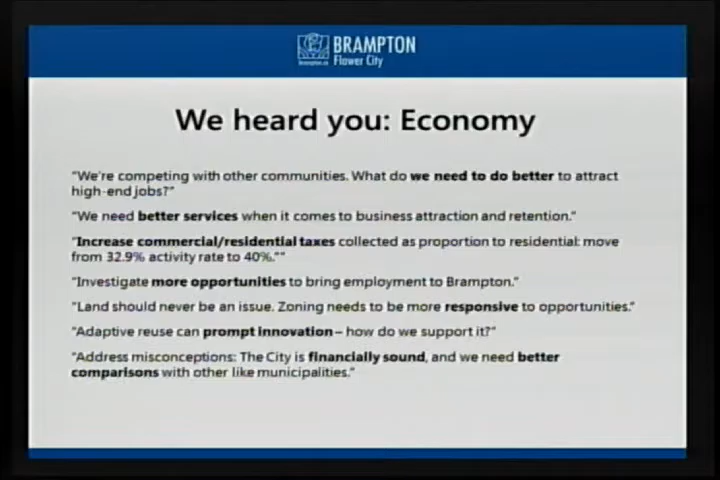 BRAMPTON
Flower City
We heard you: Economy
"We're competing with other communities. What do we need to do better to attract
high-end jobs?"
"We need better services when it comes to business attraction and retention."
"Increase commercial/residential taxes collected as proportion to residential: move
from 32.9% activity rate to 40%.""
"Investigate more opportunities to bring employment to Brampton."
"Land should never be an issue. Zoning needs to be more responsive to opportunities."
"Adaptive reuse can prompt innovation – how do we support it?"
"Address misconceptions: The City is financially sound, and we need better
comparisons with other like municipalities."